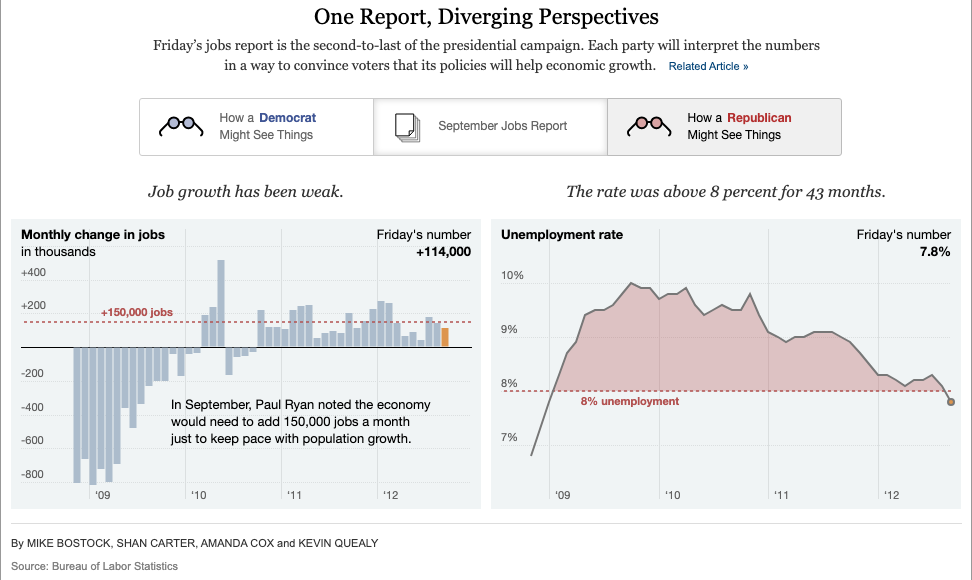 One Report, Diverging Perspectives
Friday’s jobs report is the second-to-last of the presidential campaign. Each party will interpret the numbers
in a way to convince voters that its policies will help economic growth. Related Article »
How a Democrat
Might See Things
September Jobs Report
How a Republican
Might See Things
Job growth has been weak.
Monthly change in jobs
in thousands
Friday's number
+114,000
+400
+200
+150,000 jobs
-200
-400
-600
-800
In September, Paul Ryan noted the economy
would need to add 150,000 jobs a month
just to keep pace with population growth.
'09
'10
'11
'12
The rate was above 8 percent for 43 months.
Unemployment rate
Friday's number
7.8%
10%
9%
8%
8% unemployment
7%
'09
'10
'11
'12
By MIKE BOSTOCK, SHAN CARTER, AMANDA COX and KEVIN QUEALY
Source: Bureau of Labor Statistics